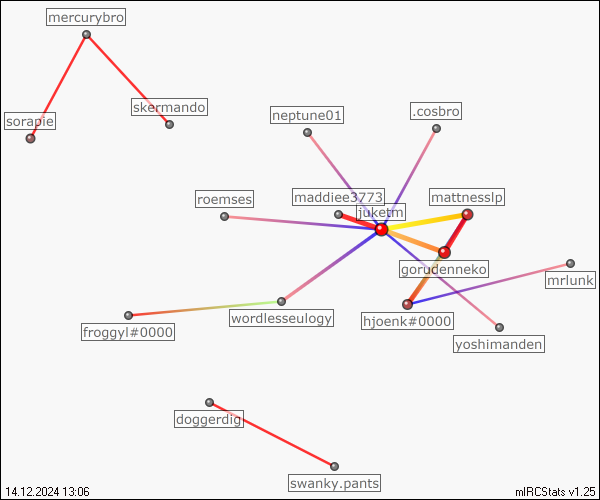 mercurybro
skermando
sorapie
neptune01
.cosbro
maddiee3773
mattnesslp
roemses
juketm
gorudenneko
mrlunk
wordlesseulogy
hjoenk#0000
froggyl#0000
yoshimanden
doggerdig
swanky.pants
14.12.2024 13:06
mIRCStats v1.25